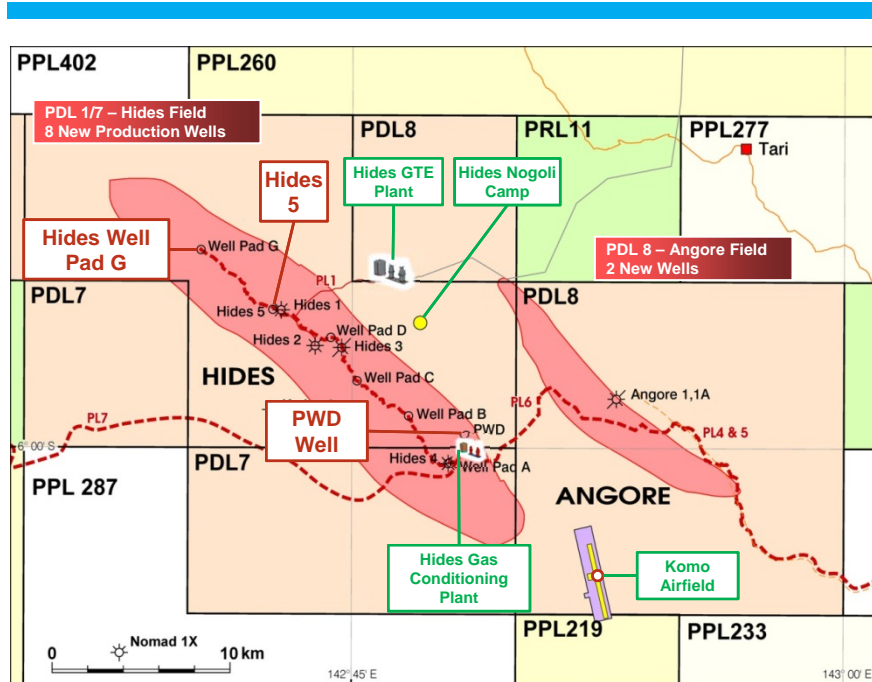 PPL402
PPL260
PDL 1/7 – Hides Field
8 New Production Wells
PDL8
PRL11
PPL277
Tari
Hides GTE
Plant
Hides Nogoli
Camp
Hides
5
Hides Well
Pad G
Well Pad G
PDL 8 – Angore Field
2 New Wells
PL1
PDL7
PDL8
Hides 5
Hides 1
Well Pad D
Hides 2
Hides 3
HIDES
Well Pad C
Angore 1,1A
PL6
PWD
Well
Well Pad B
PWD
PL7
PL4 & 5
6° 00' S
PDL7
Hides 4
Well Pad A
PPL 287
ANGORE
Hides Gas
Conditioning
Plant
Komo
Airfield
PPL219
PPL233
Nomad 1X
0
10 km
142° 45' E
143° 00' E